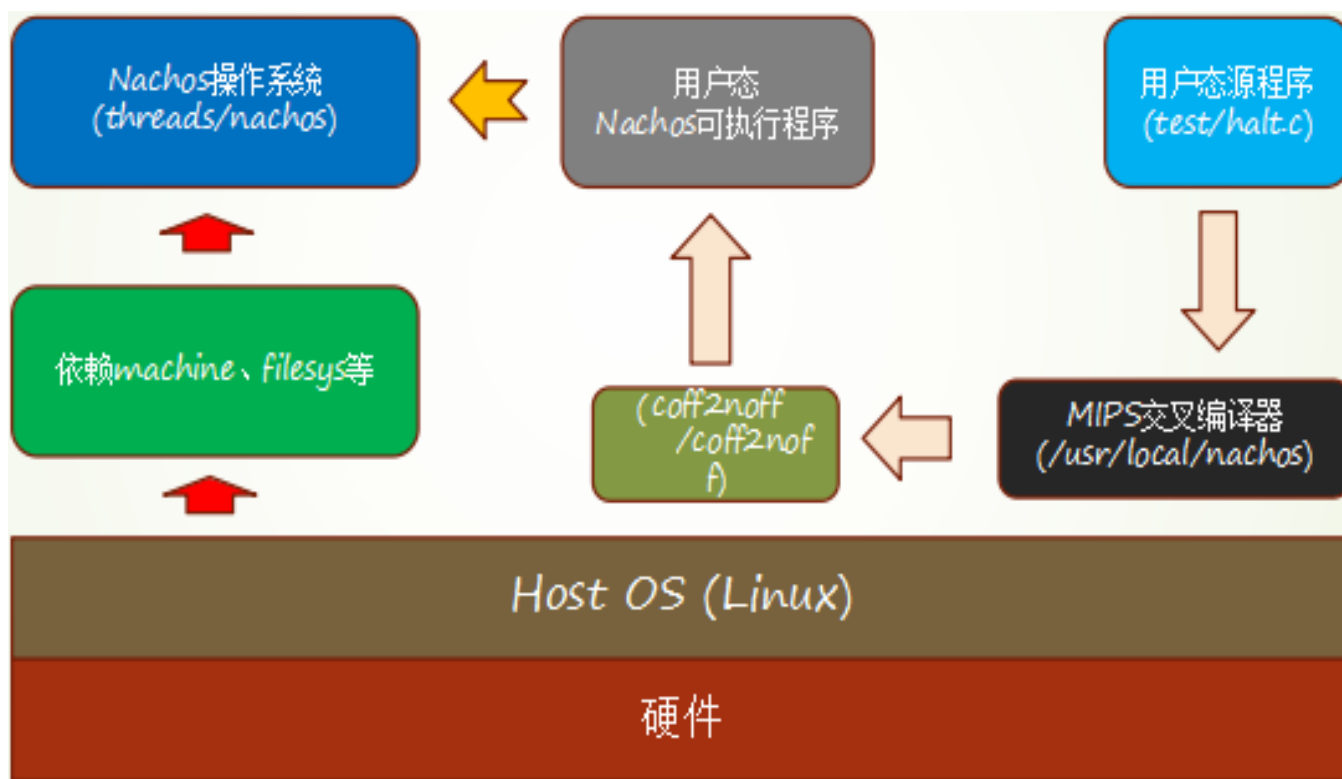 Nachos操作系统
(threads/nachos)
用户态
Nachos可执行程序
用户态源程序
(test/halt.c)
依赖machine、filesys等
(coff2noff
/coff2nof
f)
MIPS交叉编译器
(/usr/local/nachos)
Host OS (Linux)
硬件